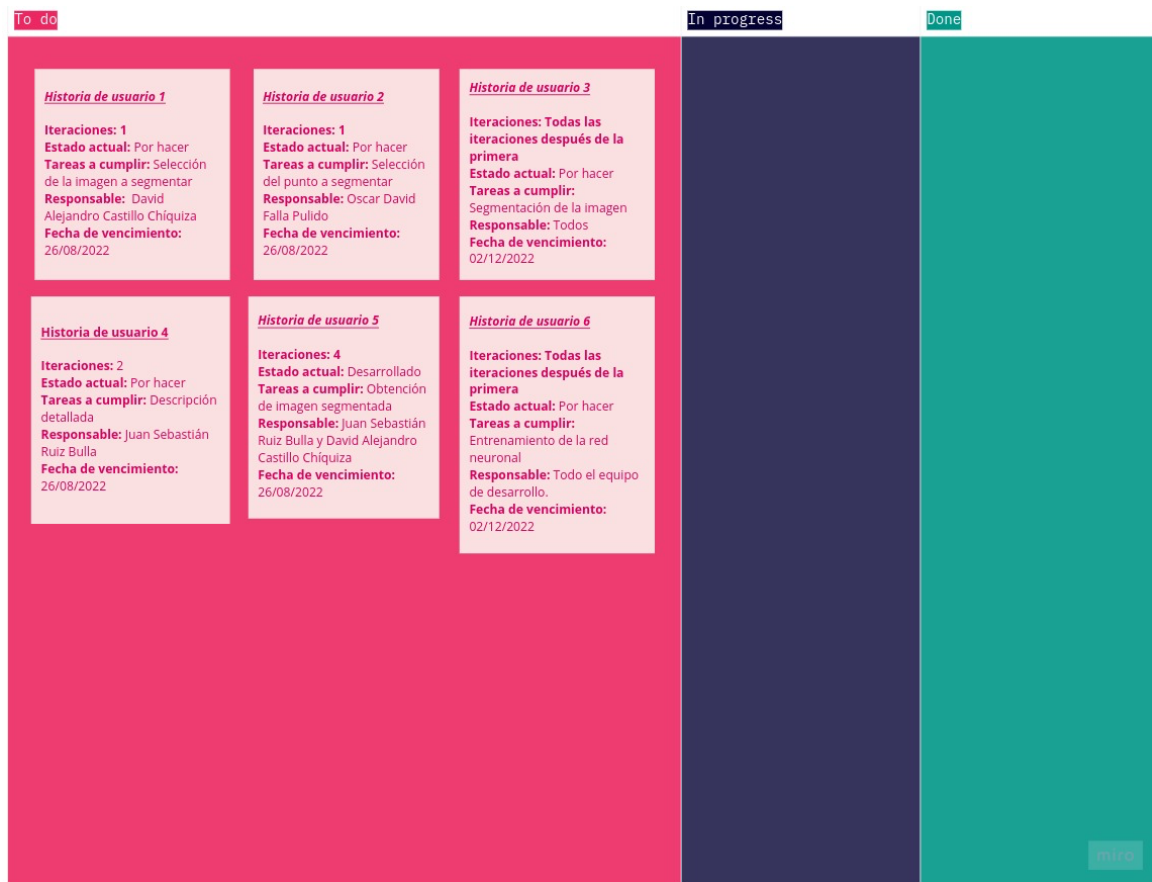 To do
In progress
Done
Historia de usuario 1
Iteraciones: 1
Estado actual: Por hacer
Tareas a cumplir: Selección
de la imagen a segmentar
Responsable: David
Alejandro Castillo Chíquiza
Fecha de vencimiento:
26/08/2022
Historia de usuario 2
Iteraciones: 1
Estado actual: Por hacer
Tareas a cumplir: Selección
del punto a segmentar
Responsable: Oscar David
Falla Pulido
Fecha de vencimiento:
26/08/2022
Historia de usuario 3
Iteraciones: Todas las
iteraciones después de la
primera
Estado actual: Por hacer
Tareas a cumplir:
Segmentación de la imagen
Responsable: Todos
Fecha de vencimiento:
02/12/2022
Historia de usuario 4
Iteraciones: 2
Estado actual: Por hacer
Tareas a cumplir: Descripción
detallada
Responsable: Juan Sebastián
Ruiz Bulla
Fecha de vencimiento:
26/08/2022
Historia de usuario 5
Iteraciones: 4
Estado actual: Desarrollado
Tareas a cumplir: Obtención
de imagen segmentada
Responsable: Juan Sebastián
Ruiz Bulla y David Alejandro
Castillo Chíquiza
Fecha de vencimiento:
26/08/2022
Historia de usuario 6
Iteraciones: Todas las
iteraciones después de la
primera
Estado actual: Por hacer
Tareas a cumplir:
Entrenamiento de la red
neuronal
Responsable: Todo el equipo
de desarrollo.
Fecha de vencimiento:
02/12/2022
miro